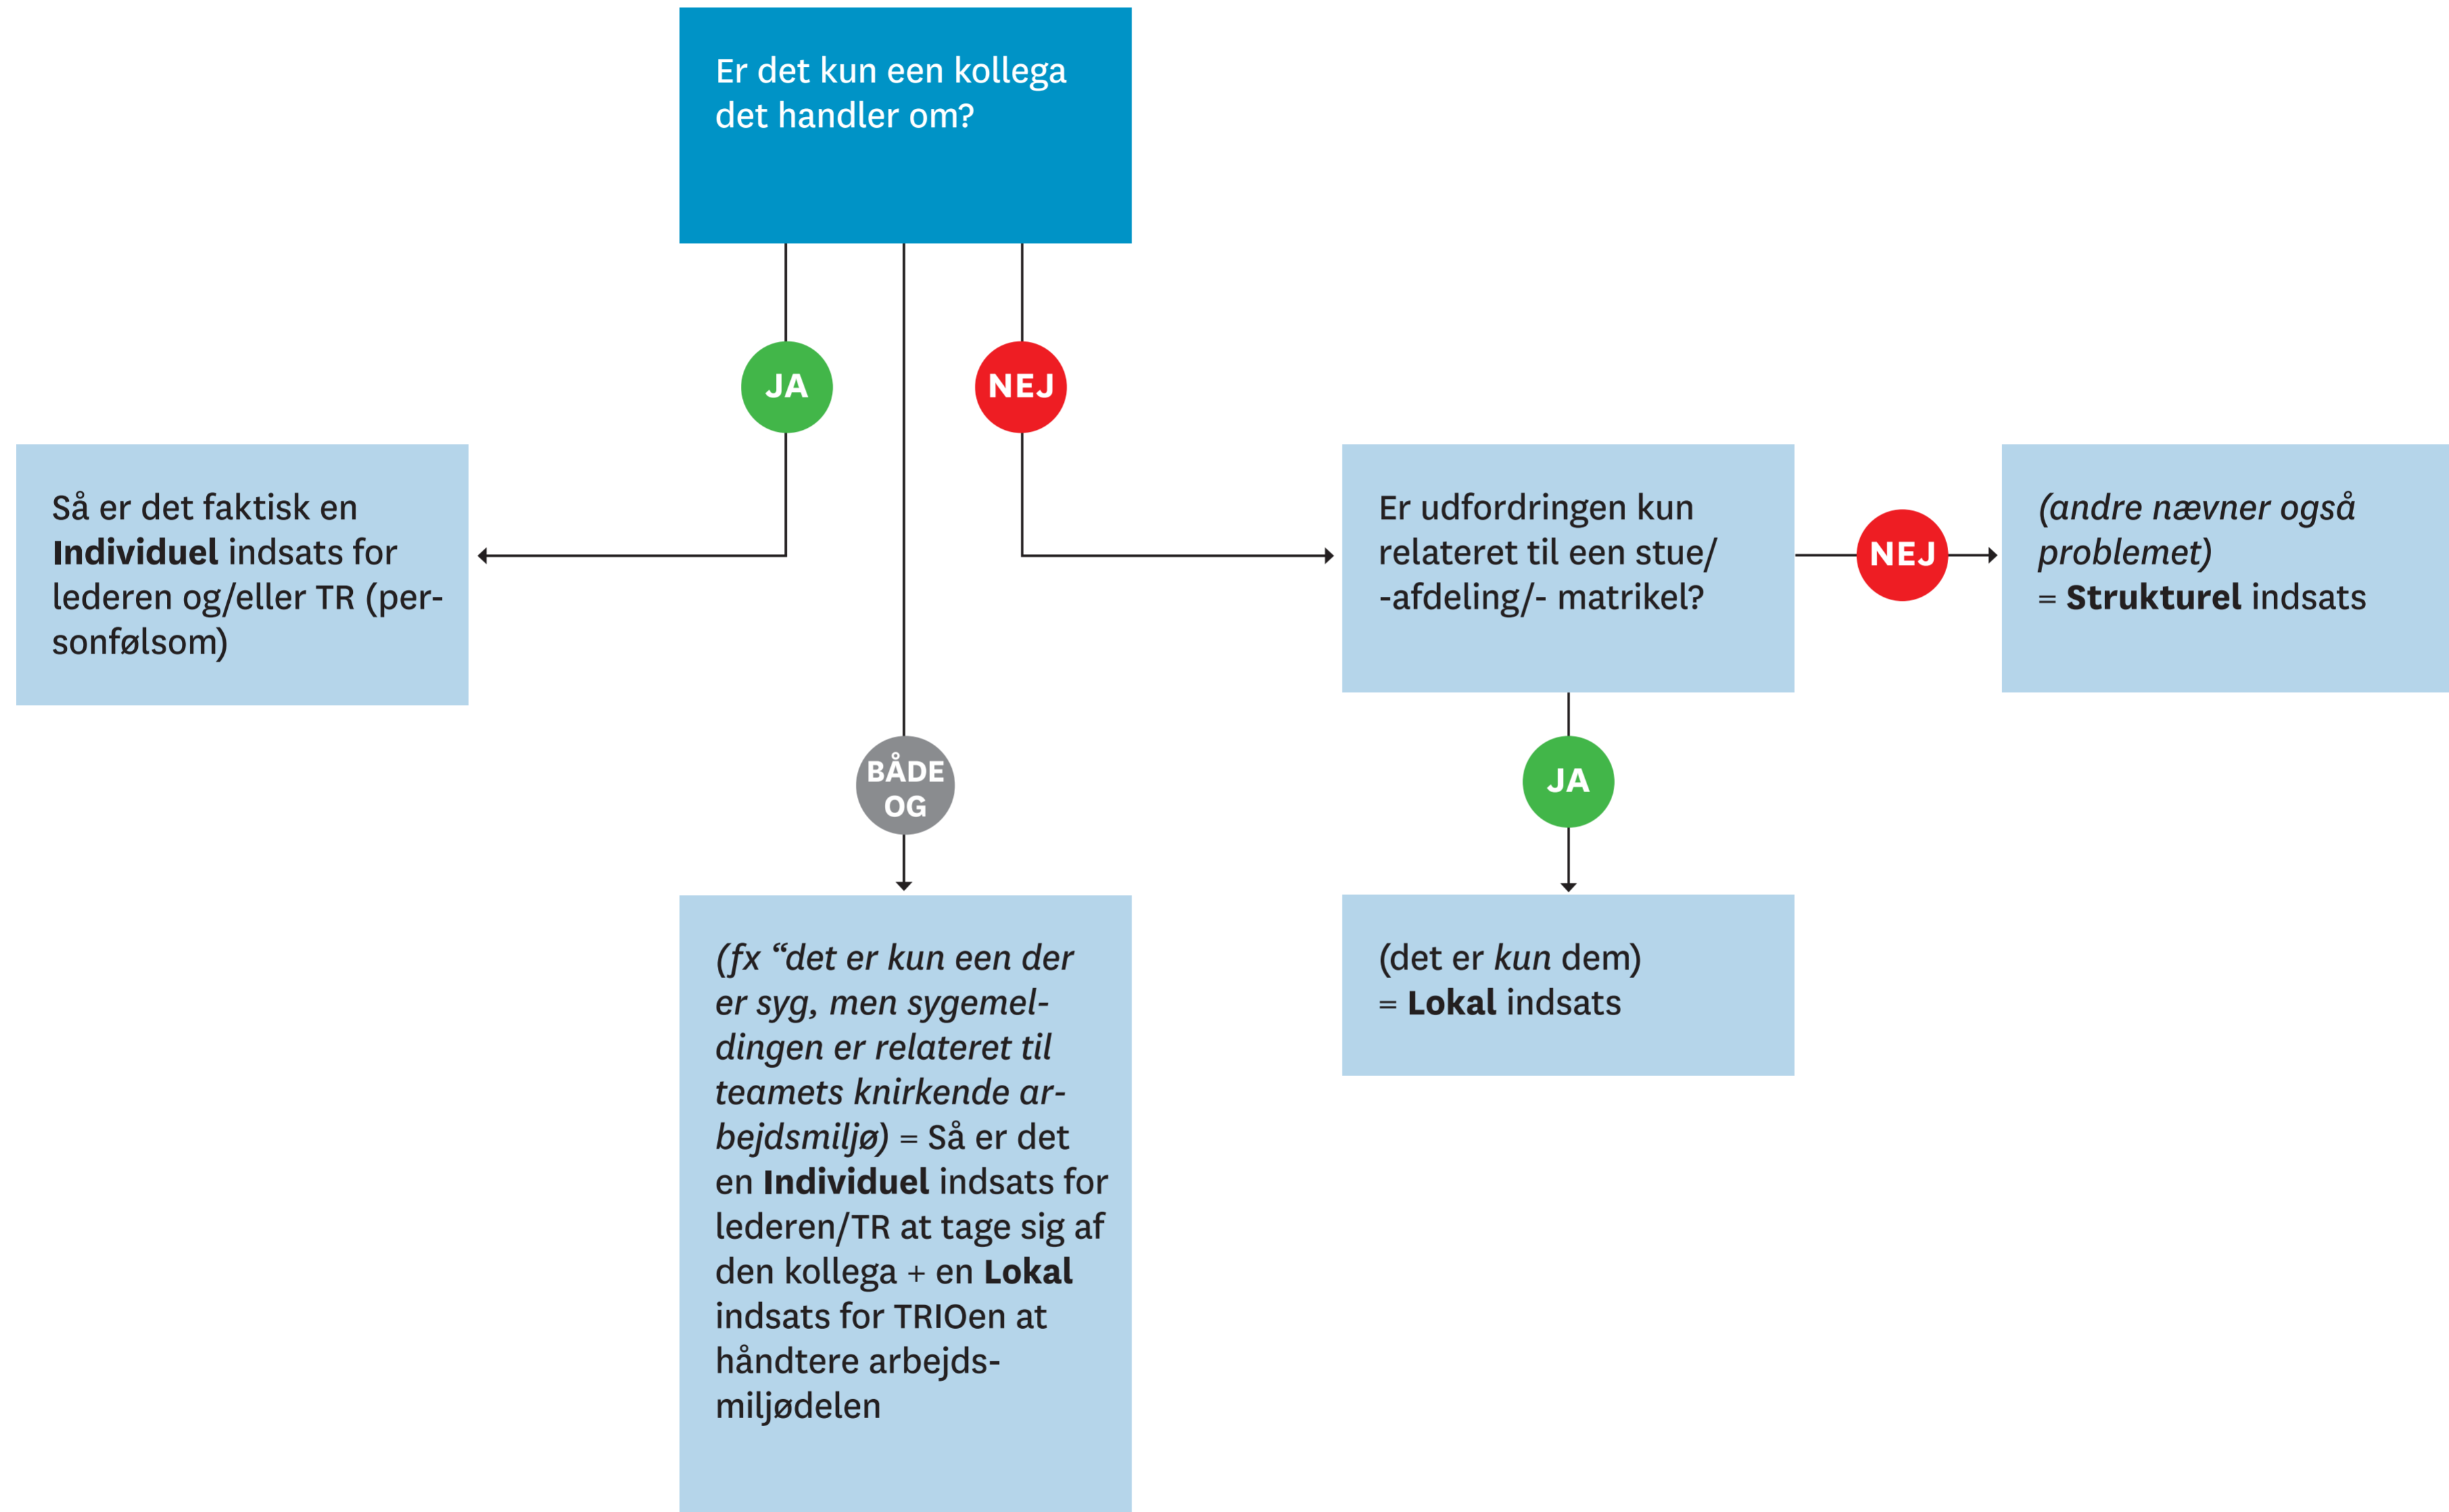 Er det kun een kollega
det handler om?
JA
NEJ
Så er det faktisk en
Individuel indsats for
lederen og/eller TR (per-
sonfølsom)
Er udfordringen kun
relateret til een stue/
-afdeling/- matrikel?
NEJ
(andre nævner også
problemet)
= Strukturel indsats
BÅDE
OG
JA
(fx “det er kun een der
er syg, men sygemel-
dingen er relateret til
teamets knirkende ar-
bejdsmiljø) = Så er det
en Individuel indsats for
lederen/TR at tage sig af
den kollega + en Lokal
indsats for TRIOen at
håndtere arbejds-
miljødelen
(det er kun dem)
= Lokal indsats